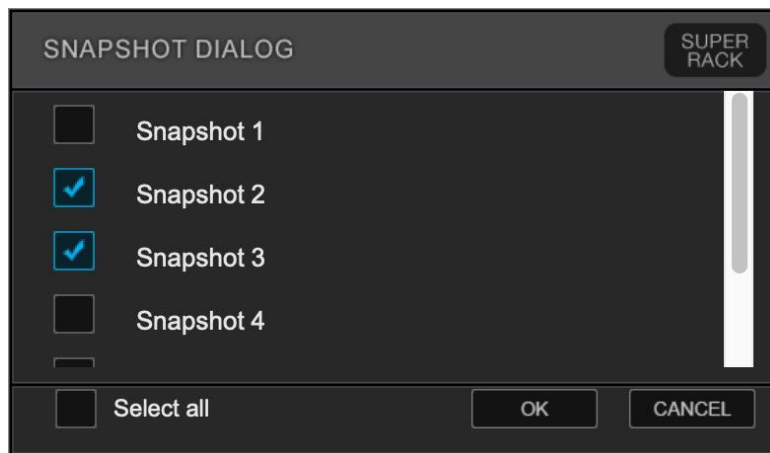 SNAPSHOT DIALOG
SUPER
RACK
Snapshot 1
Snapshot 2
Snapshot 3
Snapshot 4
Select all
OK
CANCEL